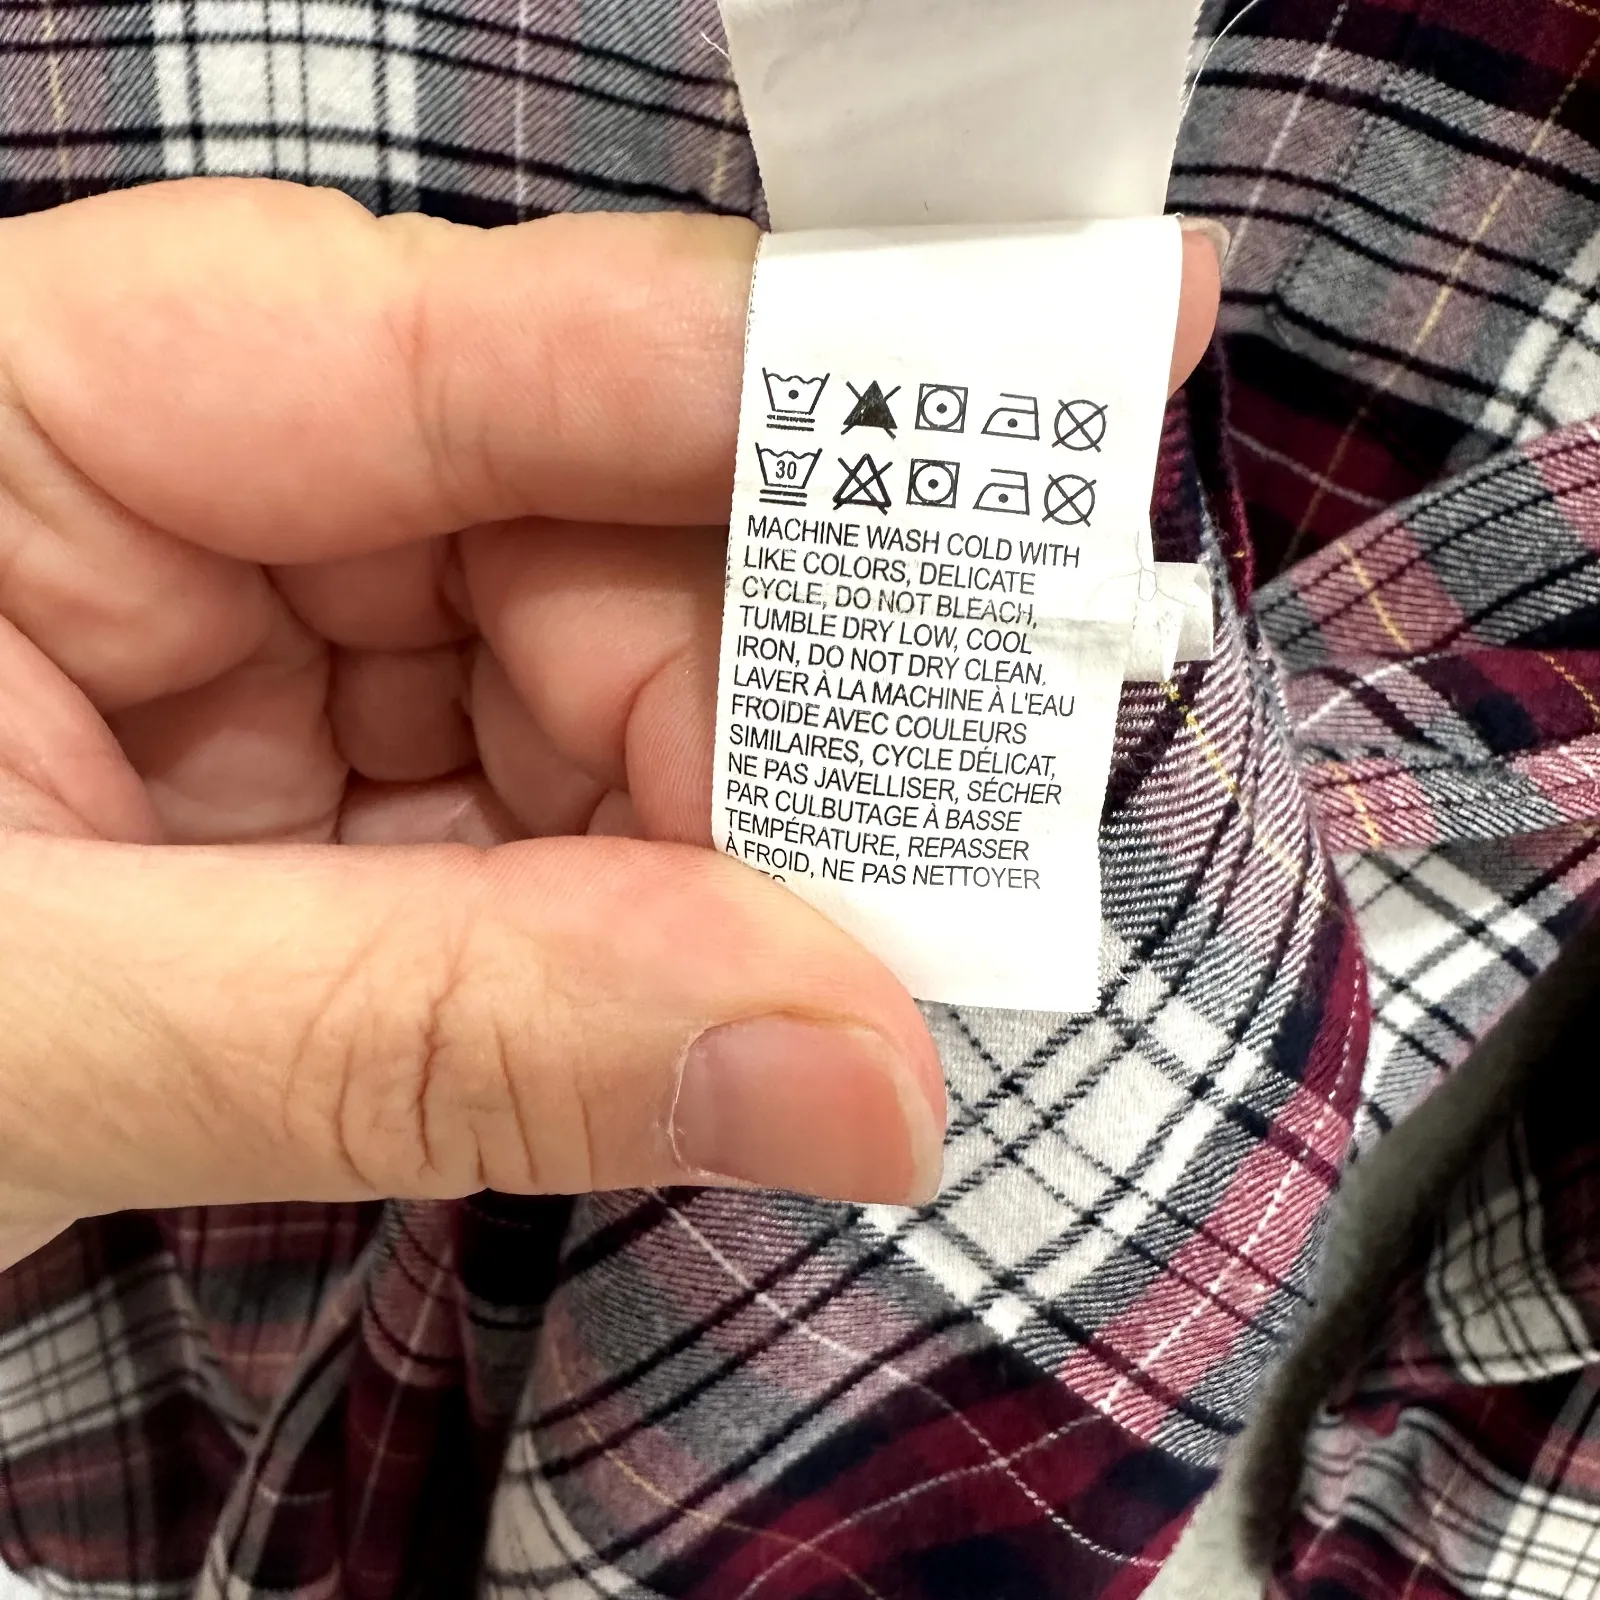 30
MACHINE WASH COLD WITH
LIKE COLORS, DELICATE
CYCLE, DO NOT BLEACH,
TUMBLE DRY LOW, COOL
IRON, DO NOT DRY CLEAN.
LAVER À LA MACHINE À L'EAU
FROIDE AVEC COULEURS
SIMILAIRES, CYCLE DÉLICAT,
NE PAS JAVELLISER, SÉCHER
PAR CULBUTAGE À BASSE
TEMPÉRATURE, REPASSER
À FROID, NE PAS NETTOYER